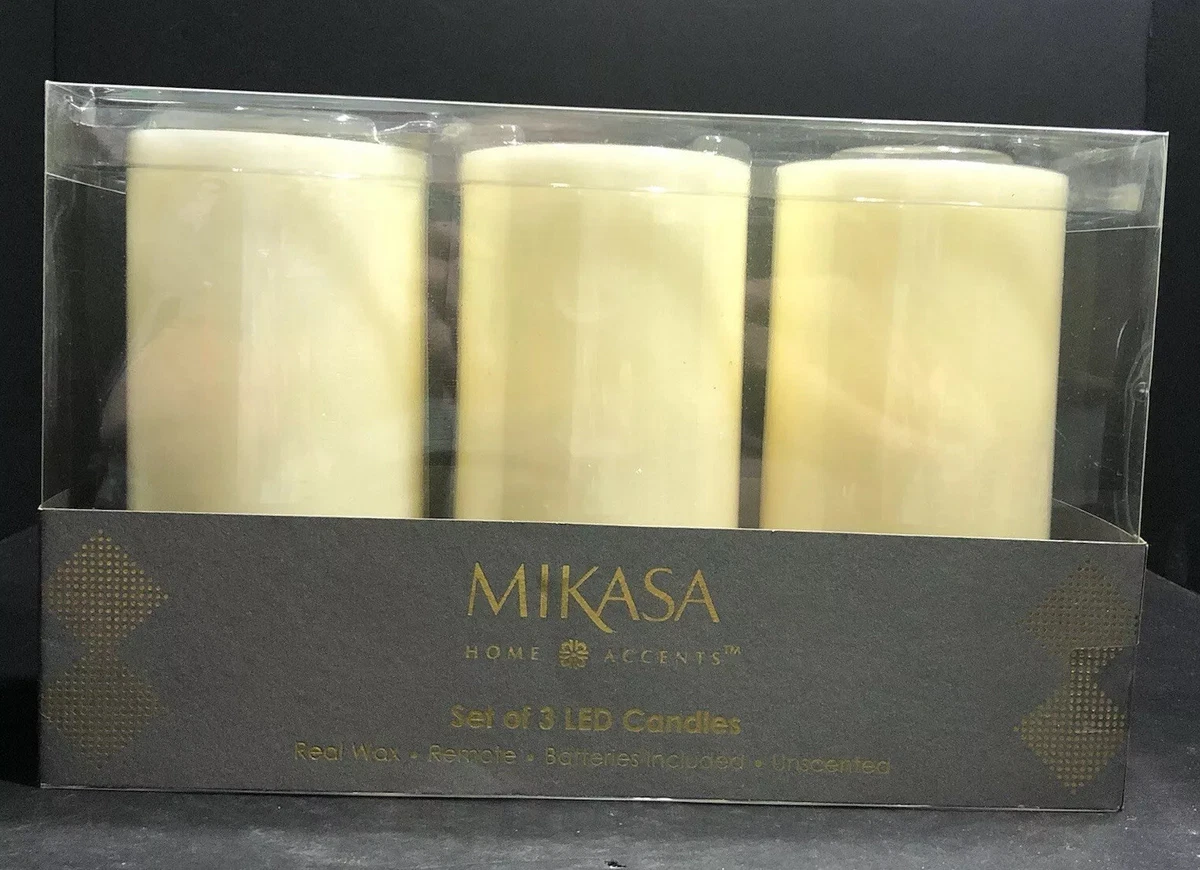 MIKASA
HOME ACCENTS™
Set of 3 LED Candles
Real Wax • Remote • Batteries Included • Unscented